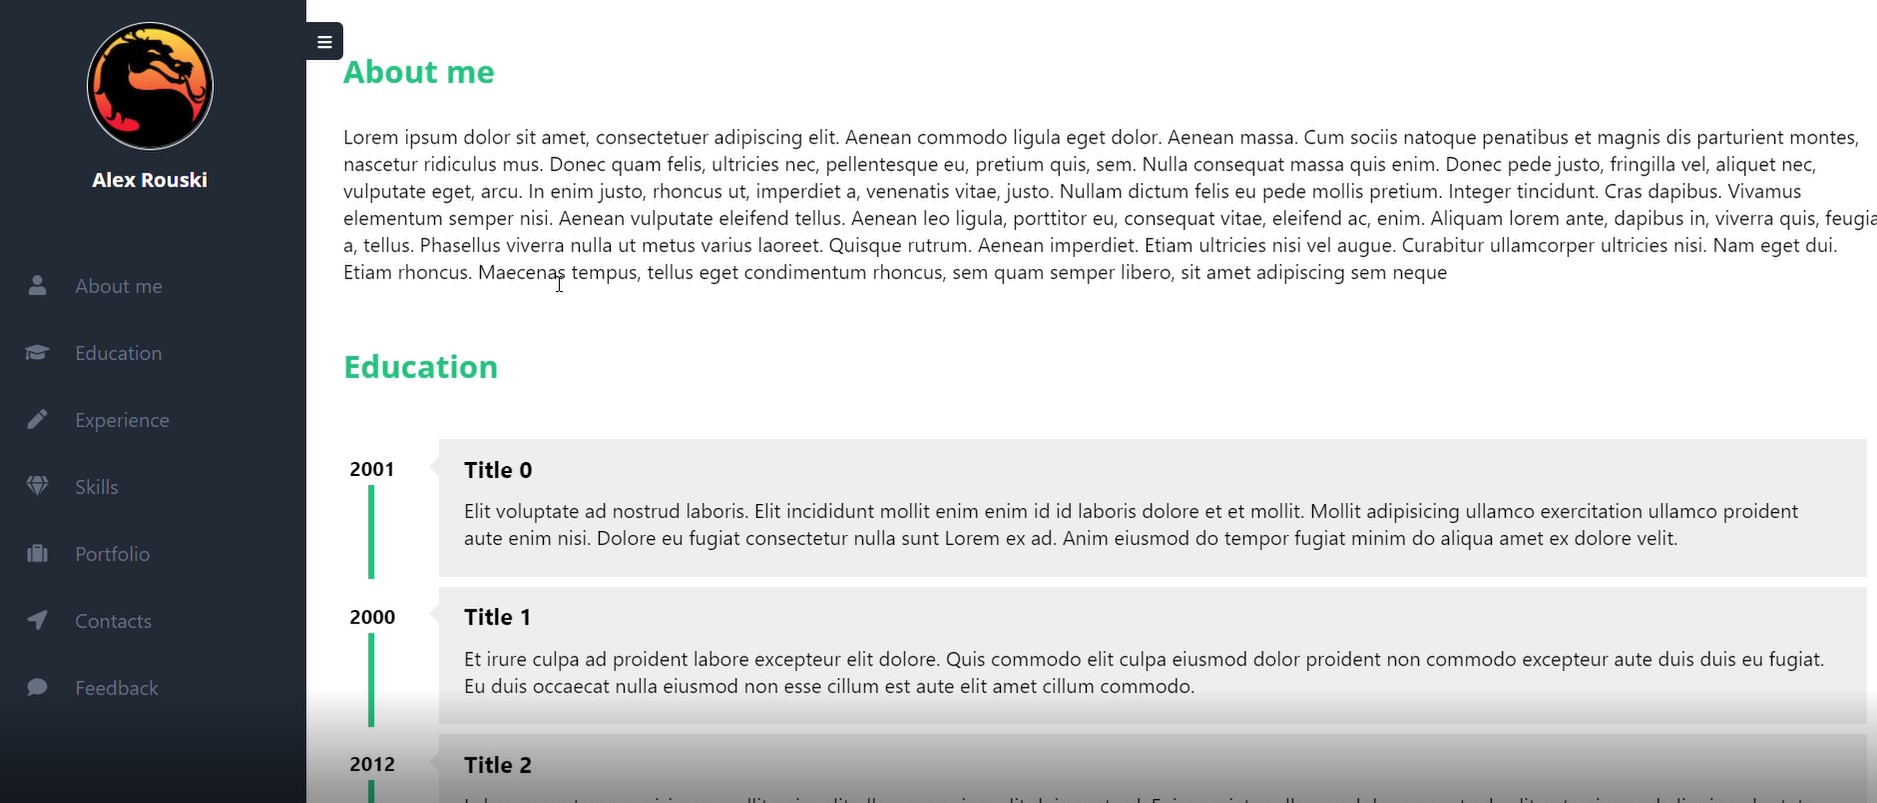 Alex Rouski
About me
Education
Experience
Skills
Portfolio
Contacts
Feedback
About me
Lorem ipsum dolor sit amet, consectetuer adipiscing elit. Aenean commodo ligula eget dolor. Aenean massa. Cum sociis natoque penatibus et magnis dis parturient montes,
nascetur ridiculus mus. Donec quam felis, ultricies nec, pellentesque eu, pretium quis, sem. Nulla consequat massa quis enim. Donec pede justo, fringilla vel, aliquet nec,
vulputate eget, arcu. In enim justo, rhoncus ut, imperdiet a, venenatis vitae, justo. Nullam dictum felis eu pede mollis pretium. Integer tincidunt. Cras dapibus. Vivamus
elementum semper nisi. Aenean vulputate eleifend tellus. Aenean leo ligula, porttitor eu, consequat vitae, eleifend ac, enim. Aliquam lorem ante, dapibus in, viverra quis, feugia
a, tellus. Phasellus viverra nulla ut metus varius laoreet. Quisque rutrum. Aenean imperdiet. Etiam ultricies nisi vel augue. Curabitur ullamcorper ultricies nisi. Nam eget dui.
Etiam rhoncus. Maecenas tempus, tellus eget condimentum rhoncus, sem quam semper libero, sit amet adipiscing sem neque
Education
2001
Title 0
Elit voluptate ad nostrud laboris. Elit incididunt mollit enim enim id id laboris dolore et et mollit. Mollit adipisicing ullamco exercitation ullamco proident
aute enim nisi. Dolore eu fugiat consectetur nulla sunt Lorem ex ad. Anim eiusmod do tempor fugiat minim do aliqua amet ex dolore velit.
2000
Title 1
Et irure culpa ad proident labore excepteur elit dolore. Quis commodo elit culpa eiusmod dolor proident non commodo excepteur aute duis duis eu fugiat.
Eu duis occaecat nulla eiusmod non esse cillum est aute elit amet cillum commodo.
2012
Title 2